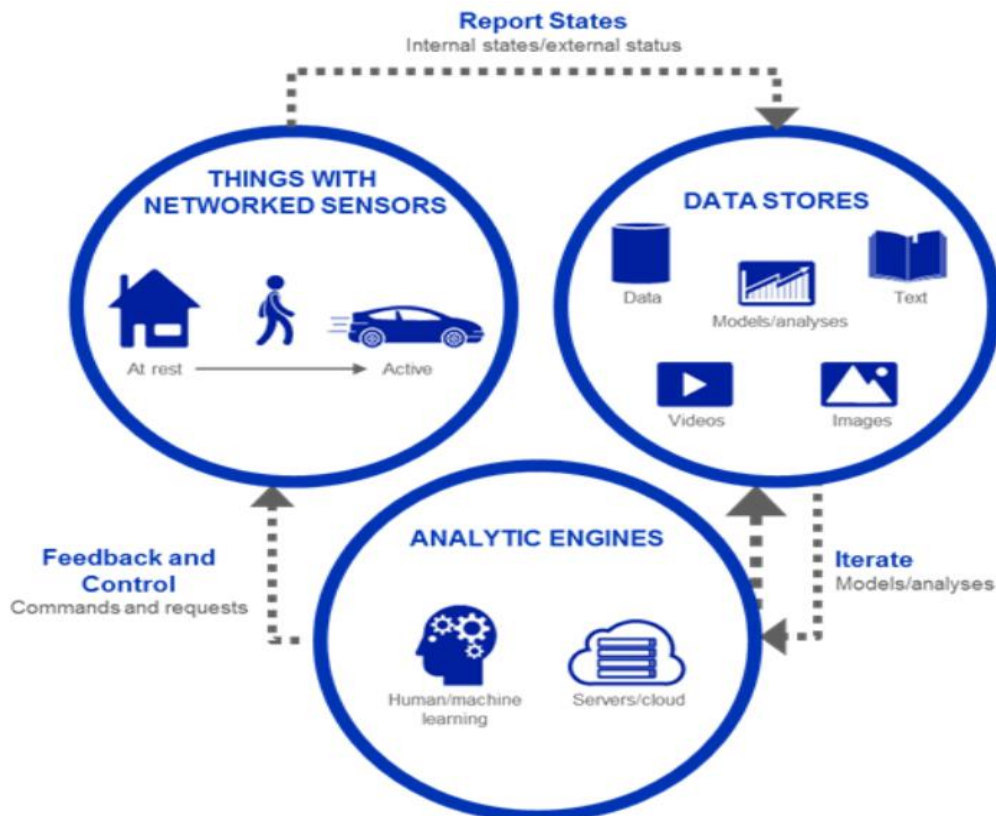 Report States
Internal states/external status
THINGS WITH
NETWORKED SENSORS
At rest
Active
DATA STORES
Data
Models/analyses
Text
Videos
Images
Feedback and
Control
Commands and requests
ANALYTIC ENGINES
Human/machine
learning
Servers/cloud
Iterate
Models/analyses